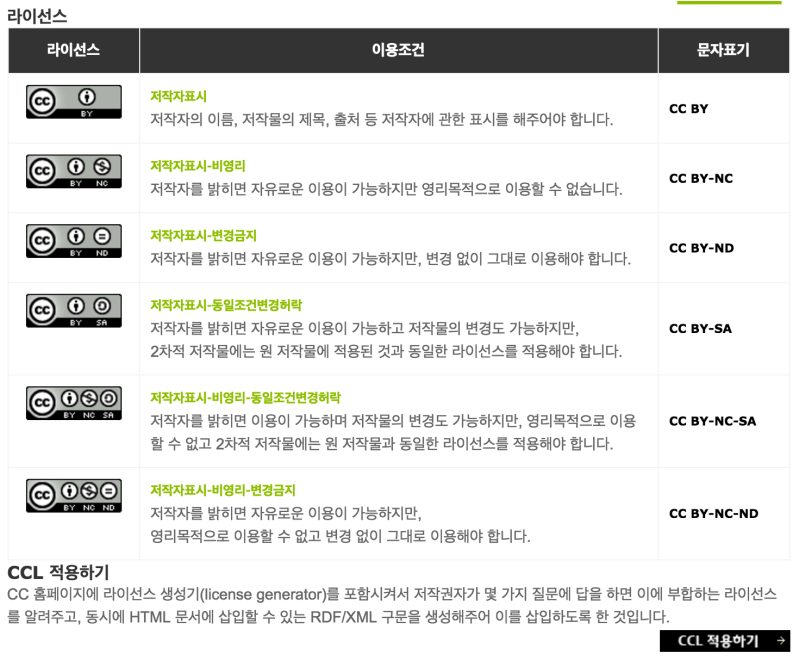 라이선스
라이선스 이용조건 문자표기
cc BY
저작자표시
저작자의 이름, 저작물의 제목, 출처 등 저작자에 관한 표시를 해주어야 합니다.
CC BY
cc BY NC
저작자표시-비영리
저작자를 밝히면 자유로운 이용이 가능하지만 영리목적으로 이용할 수 없습니다.
CC BY-NC
cc BY ND
저작자표시-변경금지
저작자를 밝히면 자유로운 이용이 가능하지만, 변경 없이 그대로 이용해야 합니다.
CC BY-ND
cc BY SA
저작자표시-동일조건변경허락
저작자를 밝히면 자유로운 이용이 가능하고 저작물의 변경도 가능하지만,
2차적 저작물에는 원 저작물에 적용된 것과 동일한 라이선스를 적용해야 합니다.
CC BY-SA
cc BY NC SA
저작자표시-비영리-동일조건변경허락
저작자를 밝히면 이용이 가능하며 저작물의 변경도 가능하지만, 영리목적으로 이용
할 수 없고 2차적 저작물에는 원 저작물과 동일한 라이선스를 적용해야 합니다.
CC BY-NC-SA
cc BY NC ND
저작자표시-비영리-변경금지
저작자를 밝히면 자유로운 이용이 가능하지만,
영리목적으로 이용할 수 없고 변경 없이 그대로 이용해야 합니다.
CC BY-NC-ND
CCL 적용하기
CC 홈페이지에 라이선스 생성기(license generator)를 포함시켜서 저작권자가 몇 가지 질문에 답을 하면 이에 부합하는 라이선스
를 알려주고, 동시에 HTML 문서에 삽입할 수 있는 RDF/XML 구문을 생성해주어 이를 삽입하도록 한 것입니다.
CCL 적용하기 →